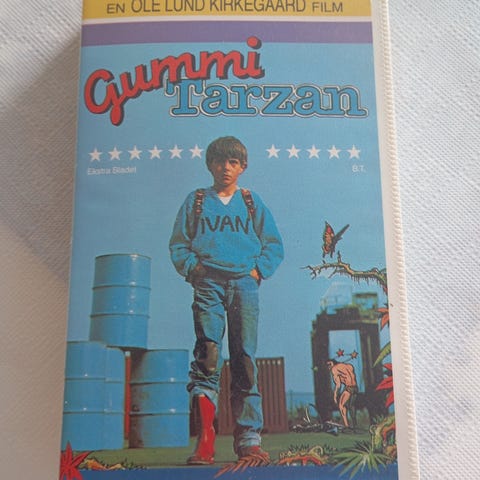 EN OLE LUND KIRKEGAARD FILM
Gummi
Tarzan
Ekstra Bladet
B.T.
IVAN